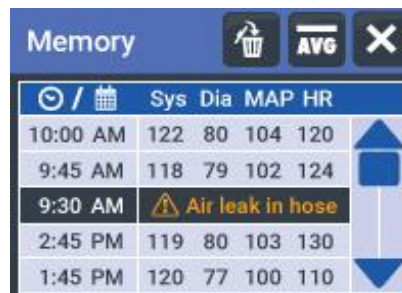 Memory
AVG
/ Sys Dia MAP HR
10:00 AM 122 80 104 120
9:45 AM 118 79 102 124
9:30 AM Air leak in hose
2:45 PM 119 80 103 130
1:45 PM 120 77 100 110